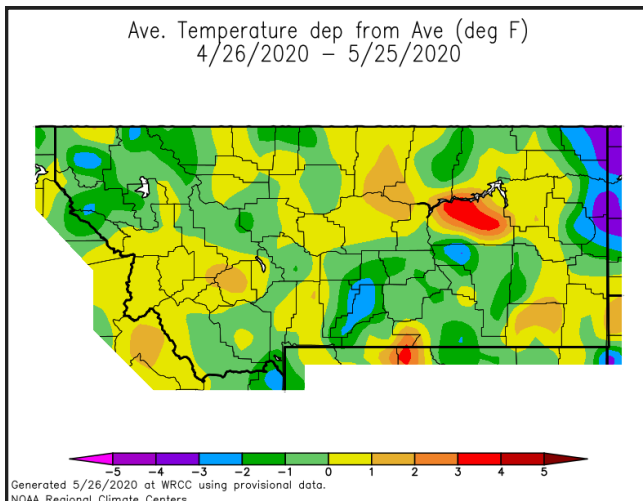 Ave. Temperature dep from Ave (deg F)
4/26/2020 – 5/25/2020
-5 -4 -3 -2 -1 0 1 2 3 4 5
Generated 5/26/2020 at WRCC using provisional data.
NOAA Regional Climate Centers